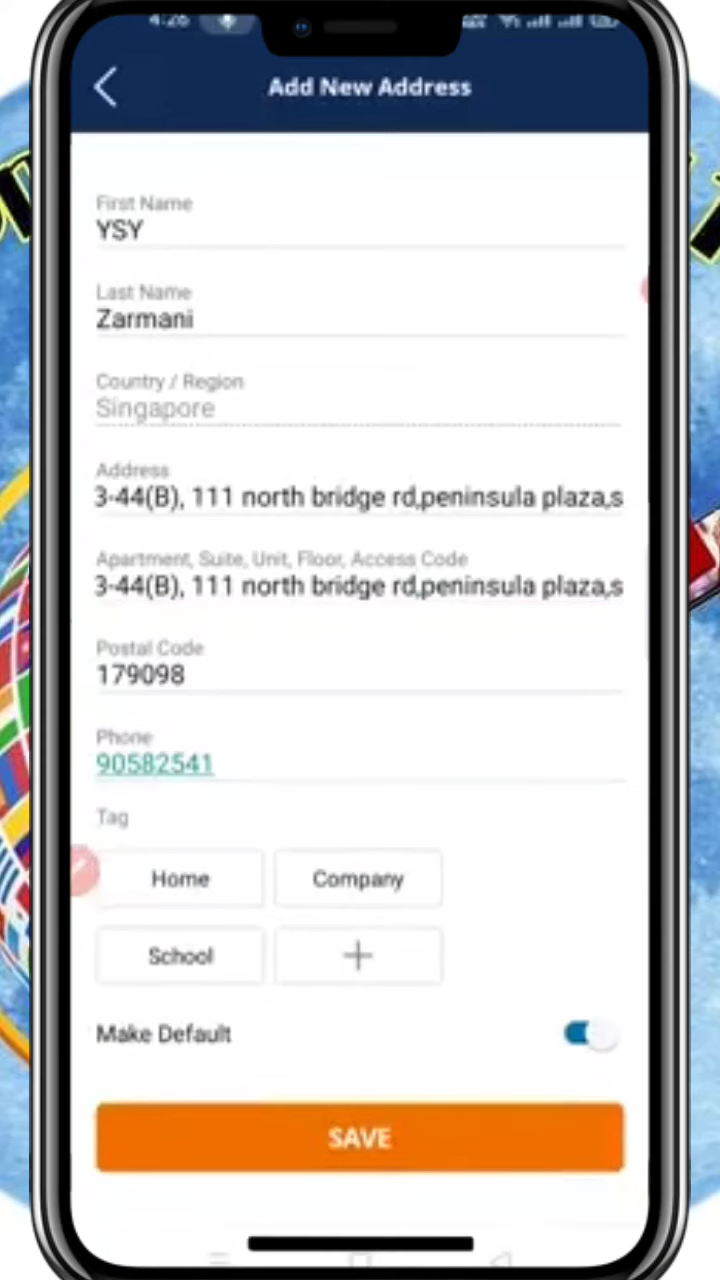 4:26
Add New Address
First Name
YSY
Last Name
Zarmani
Country / Region
Singapore
Address
3-44(B), 111 north bridge rd,peninsula plaza,s
Apartment, Suite, Unit, Floor, Access Code
3-44(B), 111 north bridge rd,peninsula plaza,s
Postal Code
179098
Phone
90582541
Tag
Home
Company
School
Make Default
SAVE